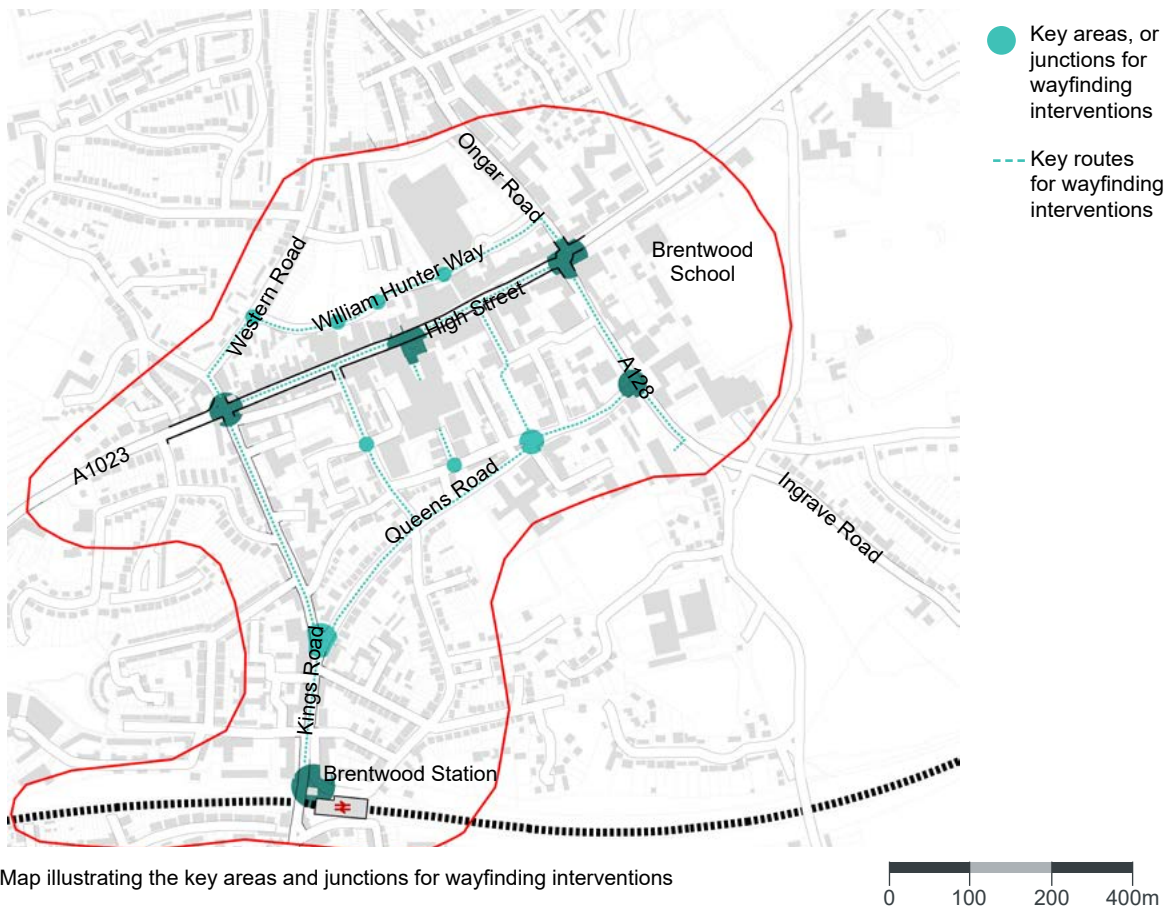 Key areas, or
junctions for
wayfinding
interventions
Key routes
for wayfinding
interventions
Ongar Road
Brentwood
School
Western Road
William Hunter Way
High Street
A128
A1023
Queens Road
Ingrave Road
Kings Road
Brentwood Station
Map illustrating the key areas and junctions for wayfinding interventions
0 100 200 400m